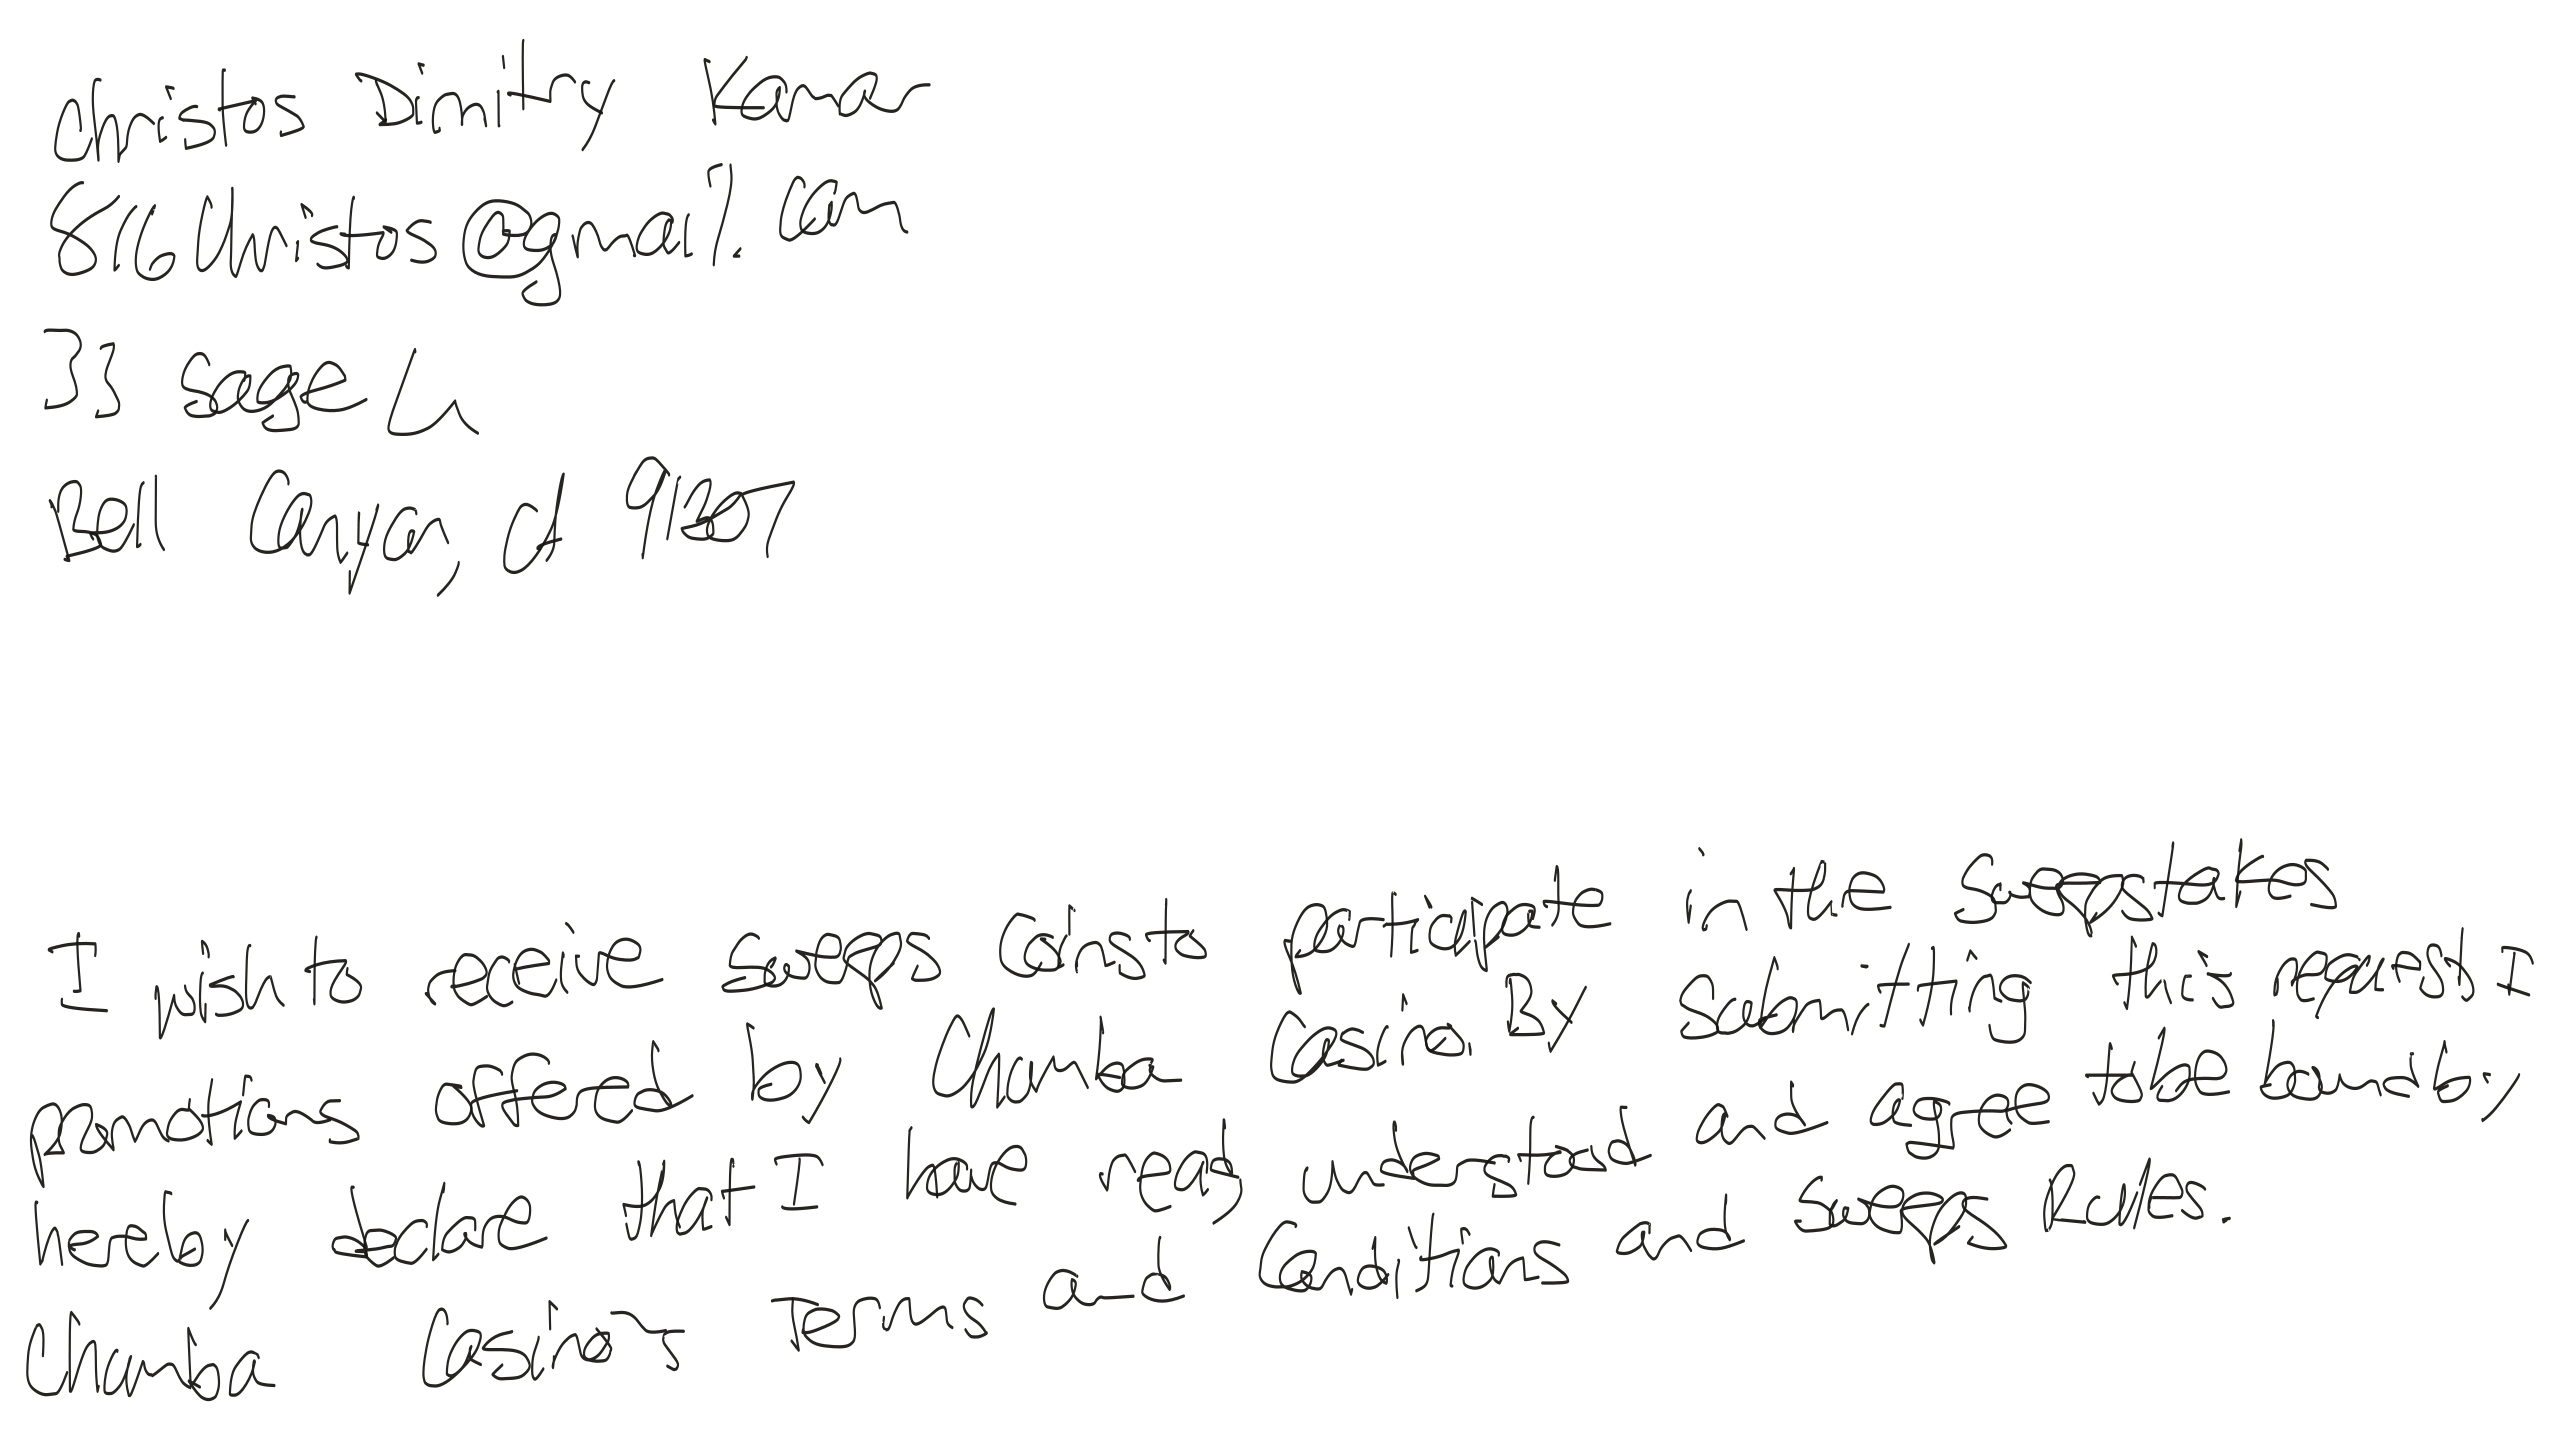 Christos Dimitry Kamar
816Christos@gmail.com
33 Sage Ln
Bell Canyon, CA 91307
I wish to receive Sweeps Coins to participate in the Sweepstakes
promotions offered by Chumba Casino. By submitting this request, I
hereby declare that I have read, understood and agree to be bound by
Chumba Casino's Terms and Conditions and Sweeps Rules.